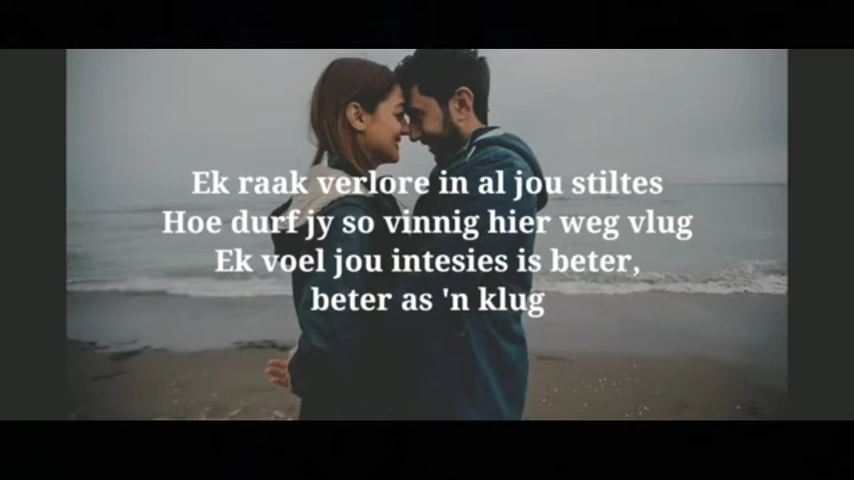 Ek raak verlore in al jou stiltes
Hoe durf jy so vinnig hier weg vlug
Ek voel jou intesies is beter,
beter as 'n klug